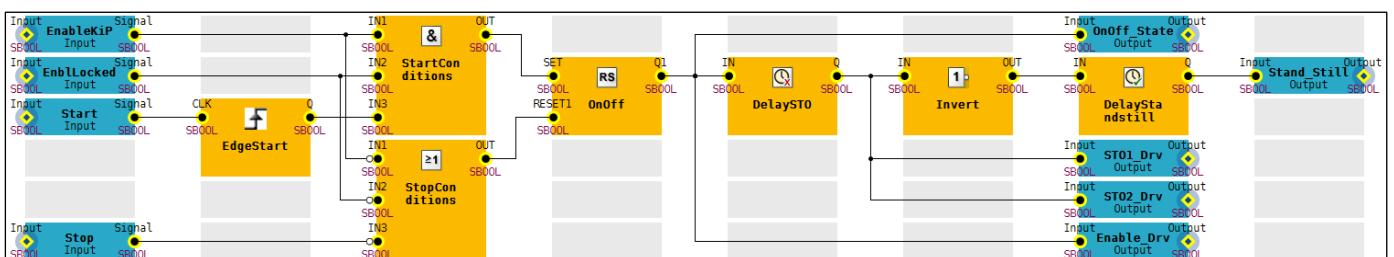 Input Signal IN1 OUT Input Output
EnableKiP & OnOff_State
Input Output
SBOOL SBOOL SBOOL SBOOL SBOOL SBOOL
Input Signal IN2 StartCon SET Q1 IN Q IN OUT IN Q Input Output
EnblLocked ditions RS 1 Stand_Still
Input Output
SBOOL SBOOL SBOOL SBOOL SBOOL SBOOL SBOOL SBOOL SBOOL SBOOL SBOOL SBOOL SBOOL
Input Signal CLK Q IN3 RESET1 OnOff DelaySTO Invert DelaySta
Start ndstill
Input
SBOOL SBOOL SBOOL SBOOL SBOOL SBOOL
EdgeStart
IN1 OUT Input Output
≥1 STO1_Drv
Output
SBOOL SBOOL SBOOL SBOOL
IN2 StopCon Input Output
ditions STO2_Drv
Output
SBOOL SBOOL SBOOL
Input Signal IN3 Input Output
Stop Enable_Drv
Input Output
SBOOL SBOOL SBOOL SBOOL SBOOL